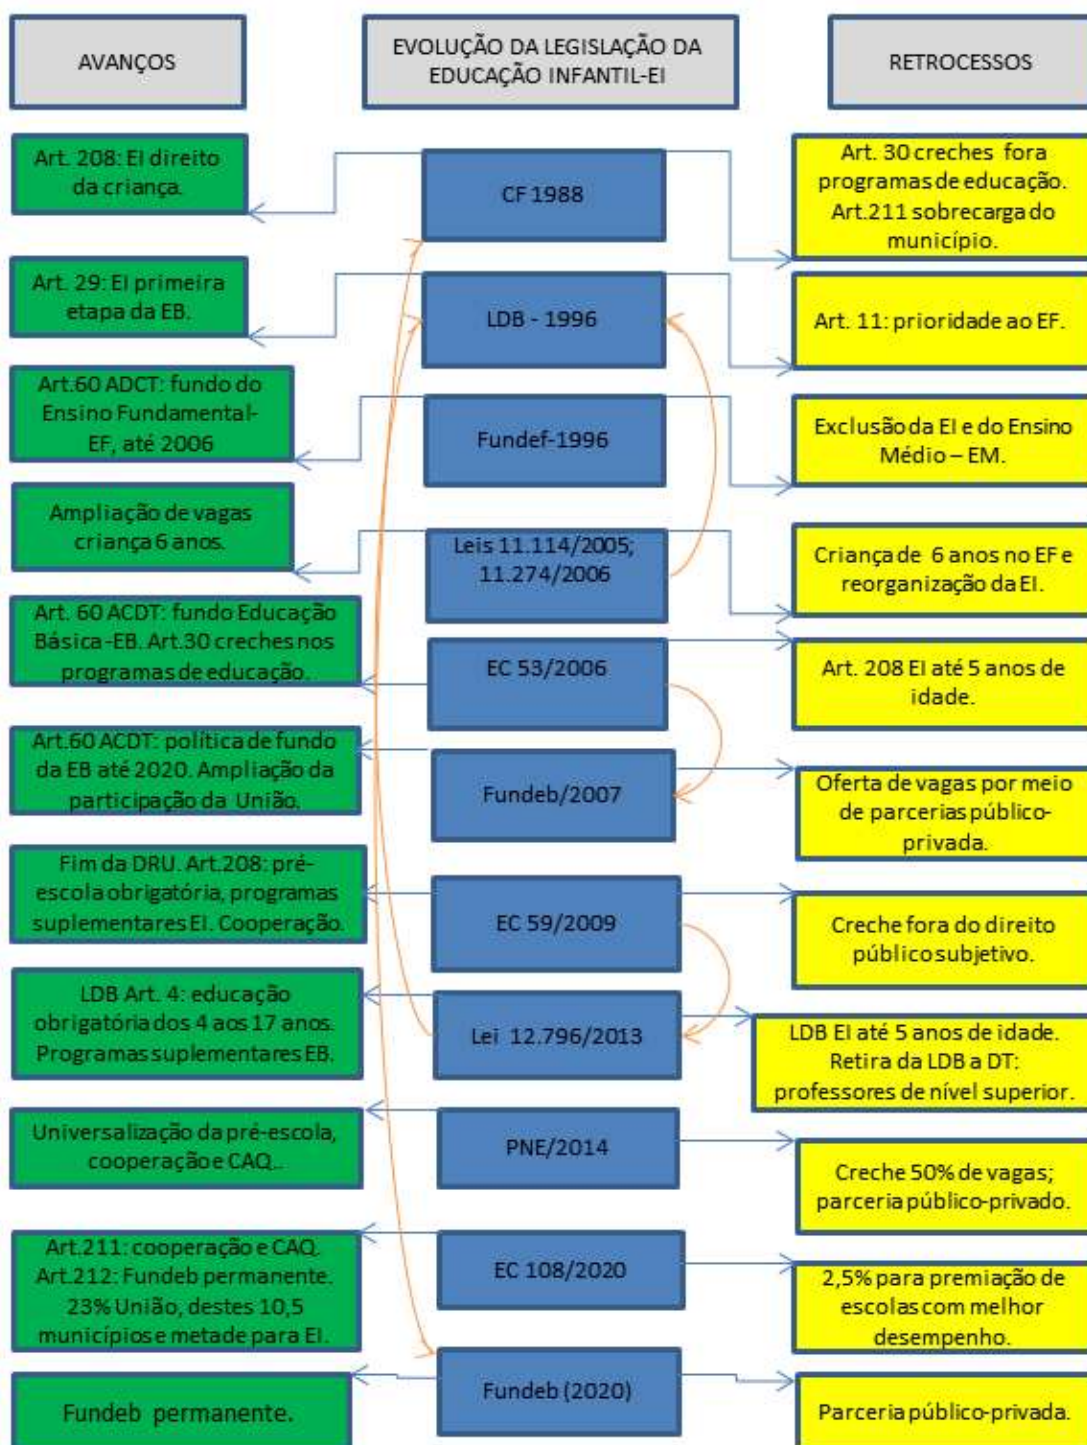 AVANÇOS
EVOLUÇÃO DA LEGISLAÇÃO DA
EDUCAÇÃO INFANTIL-EI
RETROCESSOS
Art. 208: EI direito
da criança.
CF 1988
Art. 30 creches fora
programas de educação.
Art.211 sobrecarga do
município.
Art. 29: EI primeira
etapa da EB.
LDB - 1996
Art. 11: prioridade ao EF.
Art.60 ADCT: fundo do
Ensino Fundamental-
EF, até 2006
Fundef-1996
Exclusão da EI e do Ensino
Médio – EM.
Ampliação de vagas
criança 6 anos.
Leis 11.114/2005;
11.274/2006
Criança de 6 anos no EF e
reorganização da EI.
Art. 60 ACDT: fundo Educação
Básica -EB. Art.30 creches nos
programas de educação.
EC 53/2006
Art. 208 EI até 5 anos de
idade.
Art.60 ACDT: política de fundo
da EB até 2020. Ampliação da
participação da União.
Fundeb/2007
Oferta de vagas por meio
de parcerias público-
privada.
Fim da DRU. Art.208: pré-
escola obrigatória, programas
suplementares EI. Cooperação.
EC 59/2009
Creche fora do direito
público subjetivo.
LDB Art. 4: educação
obrigatória dos 4 aos 17 anos.
Programas suplementares EB.
Lei 12.796/2013
LDB EI até 5 anos de idade.
Retira da LDB a DT:
professores de nível superior.
Universalização da pré-escola,
cooperação e CAQ..
PNE/2014
Creche 50% de vagas;
parceria público-privado.
Art.211: cooperação e CAQ.
Art.212: Fundeb permanente.
23% União, destes 10,5
municípios e metade para EI.
EC 108/2020
2,5% para premiação de
escolas com melhor
desempenho.
Fundeb permanente.
Fundeb (2020)
Parceria público-privada.